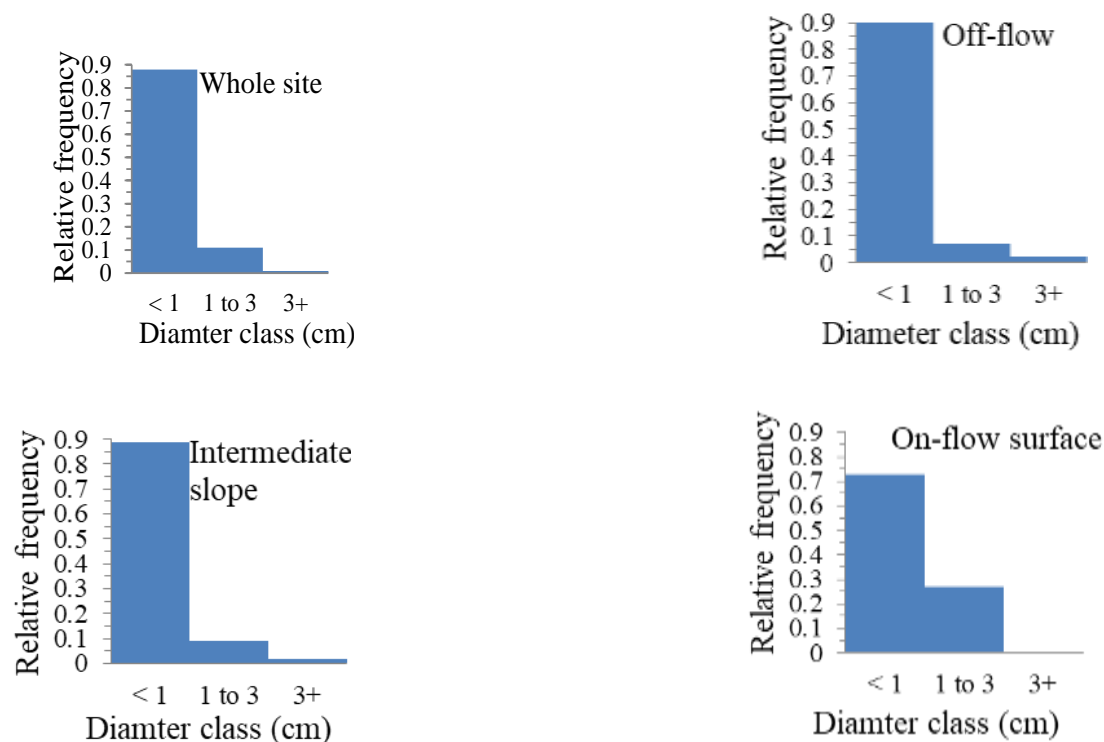 Whole site
Relative frequency
0.9
0.8
0.7
0.6
0.5
0.4
0.3
0.2
0.1
0
< 1 1 to 3 3+
Diamter class (cm)
Off-flow
Relative frequency
0.9
0.8
0.7
0.6
0.5
0.4
0.3
0.2
0.1
0
< 1 1 to 3 3+
Diameter class (cm)
Intermediate
slope
Relative frequency
0.9
0.8
0.7
0.6
0.5
0.4
0.3
0.2
0.1
0
< 1 1 to 3 3+
Diamter class (cm)
On-flow surface
Relative frequency
0.9
0.8
0.7
0.6
0.5
0.4
0.3
0.2
0.1
0
< 1 1 to 3 3+
Diamter class (cm)